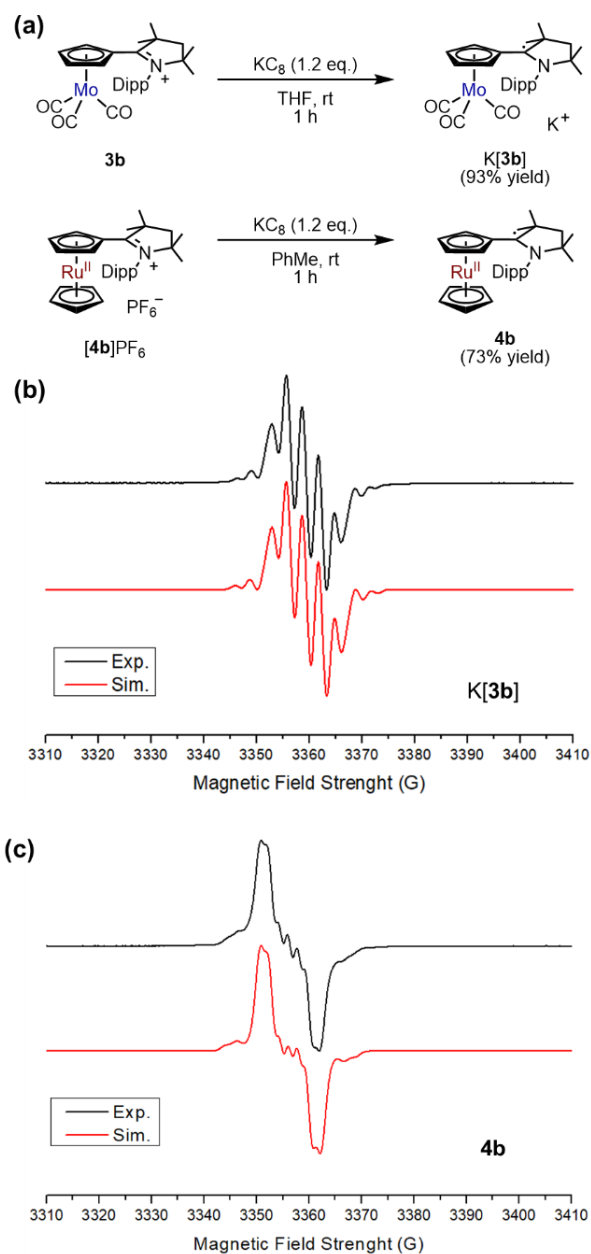 (a)
KC8 (1.2 eq.)
THF, rt
1 h
Dipp N +
Mo
OC OC CO
3b
Dipp N
Mo
OC OC CO
K+
K[3b]
(93% yield)
KC8 (1.2 eq.)
PhMe, rt
1 h
RuII Dipp N +
PF6−
[4b]PF6
RuII Dipp N
4b
(73% yield)
(b)
Exp.
Sim.
K[3b]
3310 3320 3330 3340 3350 3360 3370 3380 3390 3400 3410
Magnetic Field Strenght (G)
(c)
Exp.
Sim.
4b
3310 3320 3330 3340 3350 3360 3370 3380 3390 3400 3410
Magnetic Field Strenght (G)